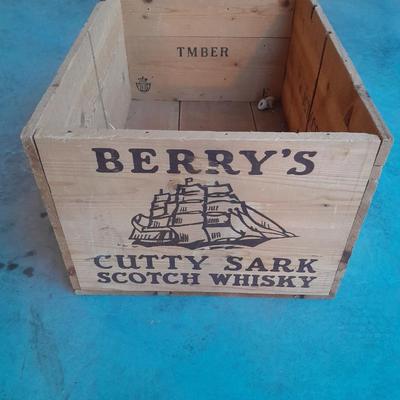 TMBER
BERRY'S
CUTTY SARK
SCOTCH WHISKY